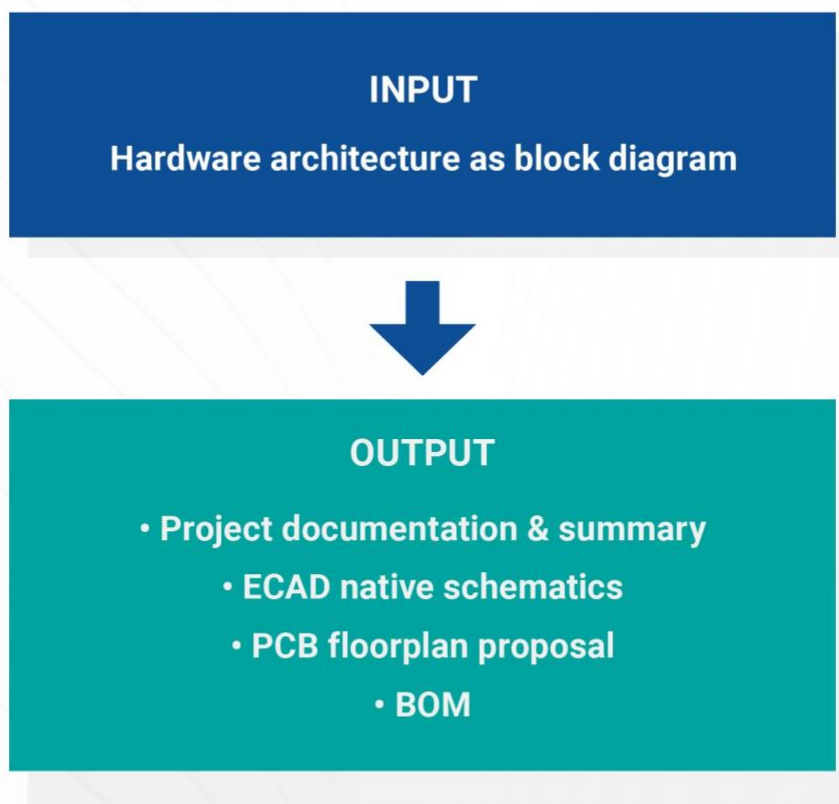 INPUT
Hardware architecture as block diagram
OUTPUT
• Project documentation & summary
• ECAD native schematics
• PCB floorplan proposal
• BOM